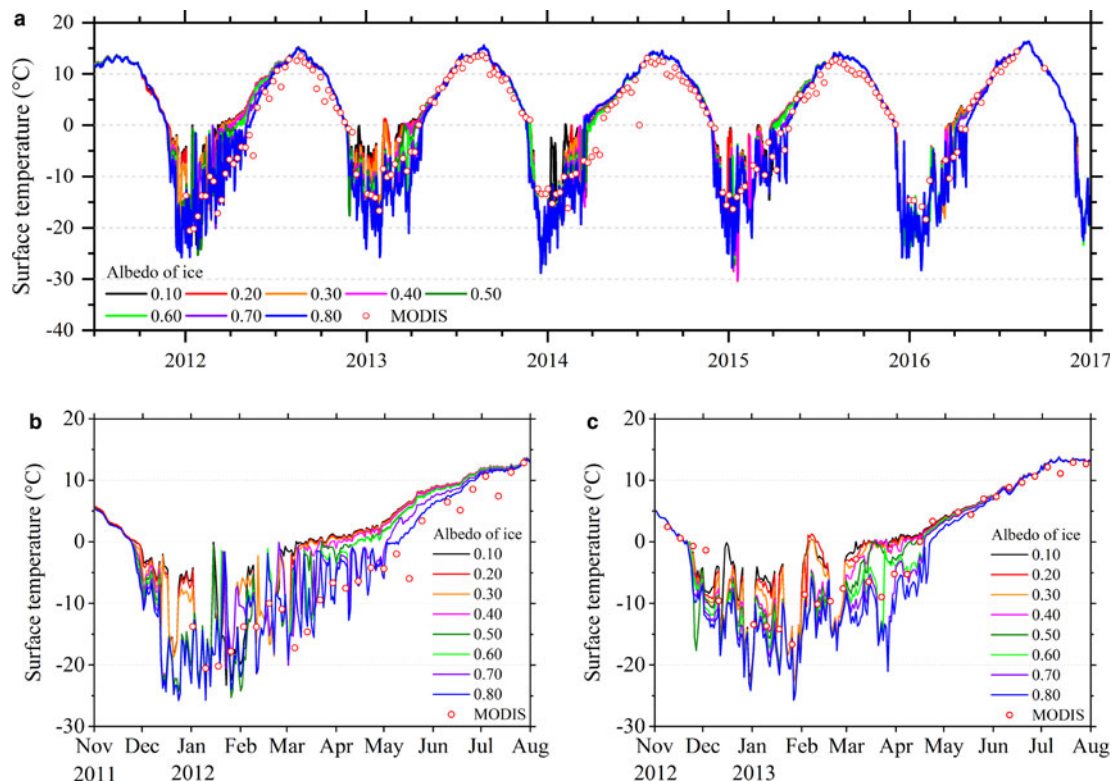 a
Surface temperature (°C)
20
10
0
-10
-20
-30
-40
Albedo of ice
0.10 0.20 0.30 0.40 0.50
0.60 0.70 0.80 MODIS
2012 2013 2014 2015 2016 2017
b
Surface temperature (°C)
20
10
0
-10
-20
-30
Albedo of ice
0.10
0.20
0.30
0.40
0.50
0.60
0.70
0.80
MODIS
Nov Dec Jan Feb Mar Apr May Jun Jul Aug
2011 2012
c
Surface temperature (°C)
20
10
0
-10
-20
-30
Albedo of ice
0.10
0.20
0.30
0.40
0.50
0.60
0.70
0.80
MODIS
Nov Dec Jan Feb Mar Apr May Jun Jul Aug
2012 2013